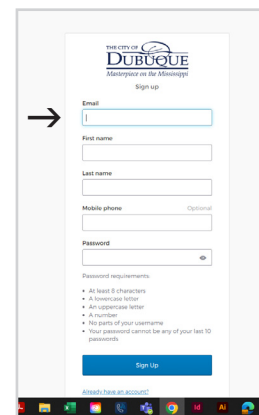 THE CITY OF
DUBUQUE
Masterpiece on the Mississippi
Sign up
Email
First name
Last name
Mobile phone Optional
Password
Password requirements:
• At least 8 characters
• A lowercase letter
• An uppercase letter
• A number
• No parts of your username
• Your password cannot be any of your last 10
passwords
Sign Up
Already have an account?
Id Ai